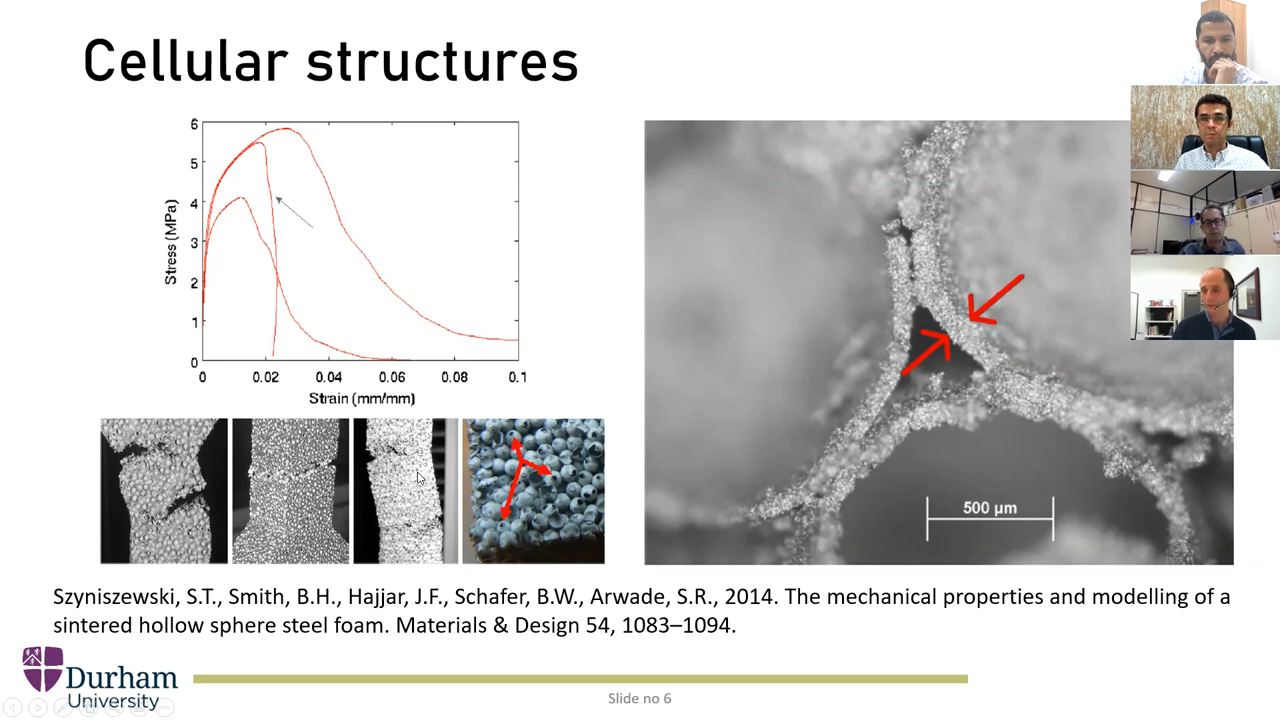 Cellular structures
6
5
4
3
2
1
0
Stress (MPa)
0
0.02
0.04
0.06
0.08
0.1
Strain (mm/mm)
500 µm
Szyniszewski, S.T., Smith, B.H., Hajjar, J.F., Schafer, B.W., Arwade, S.R., 2014. The mechanical properties and modelling of a
sintered hollow sphere steel foam. Materials & Design 54, 1083–1094.
Durham
University
Slide no 6